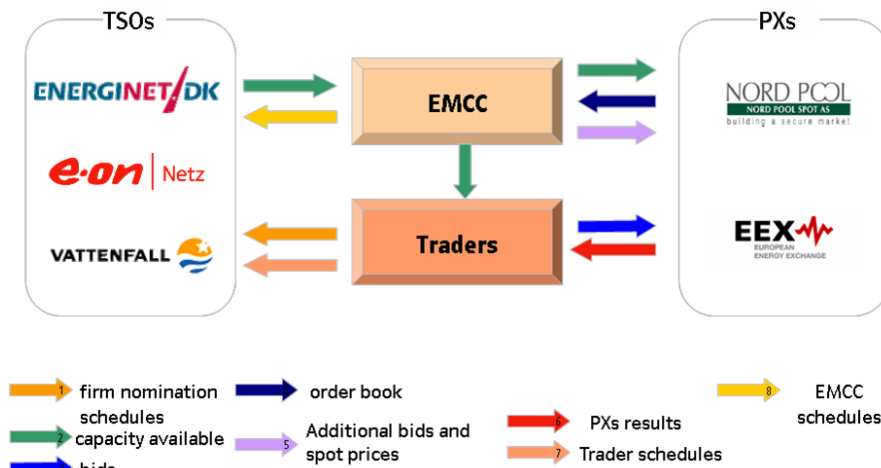 TSOs
PXs
ENERGINET/DK
EMCC
NORD POOL
NORD POOL SPOT AS
building a secure market
e·on | Netz
VATTENFALL
Traders
EEX
EUROPEAN
ENERGY EXCHANGE
1 firm nomination
schedules
2 capacity available
bids
order book
5 Additional bids and
spot prices
6 PXs results
7 Trader schedules
8 EMCC
schedules